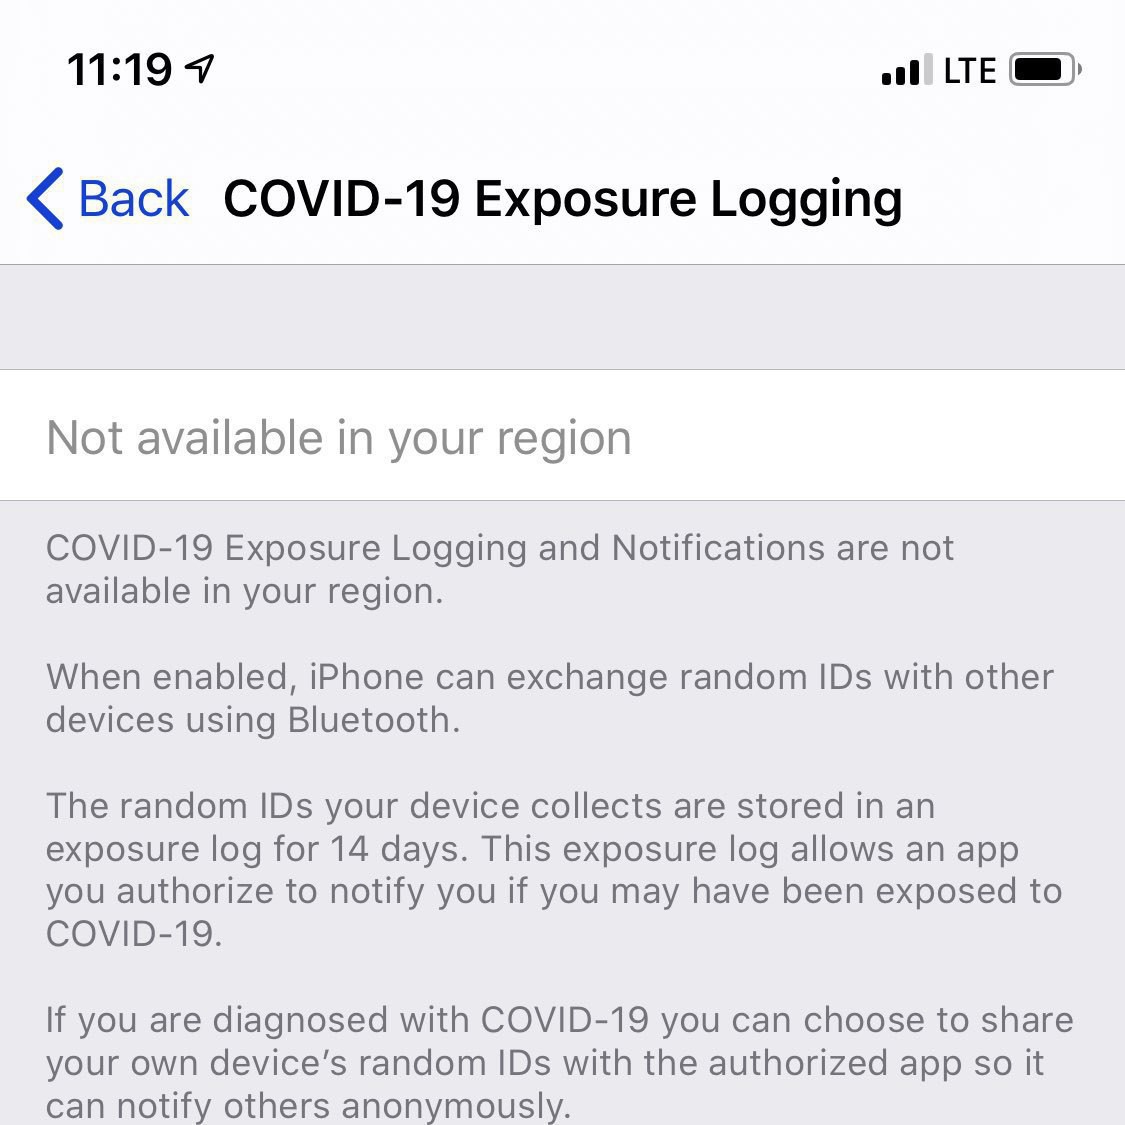 11:19 LTE
Back COVID-19 Exposure Logging
Not available in your region
COVID-19 Exposure Logging and Notifications are not
available in your region.
When enabled, iPhone can exchange random IDs with other
devices using Bluetooth.
The random IDs your device collects are stored in an
exposure log for 14 days. This exposure log allows an app
you authorize to notify you if you may have been exposed to
COVID-19.
If you are diagnosed with COVID-19 you can choose to share
your own device’s random IDs with the authorized app so it
can notify others anonymously.